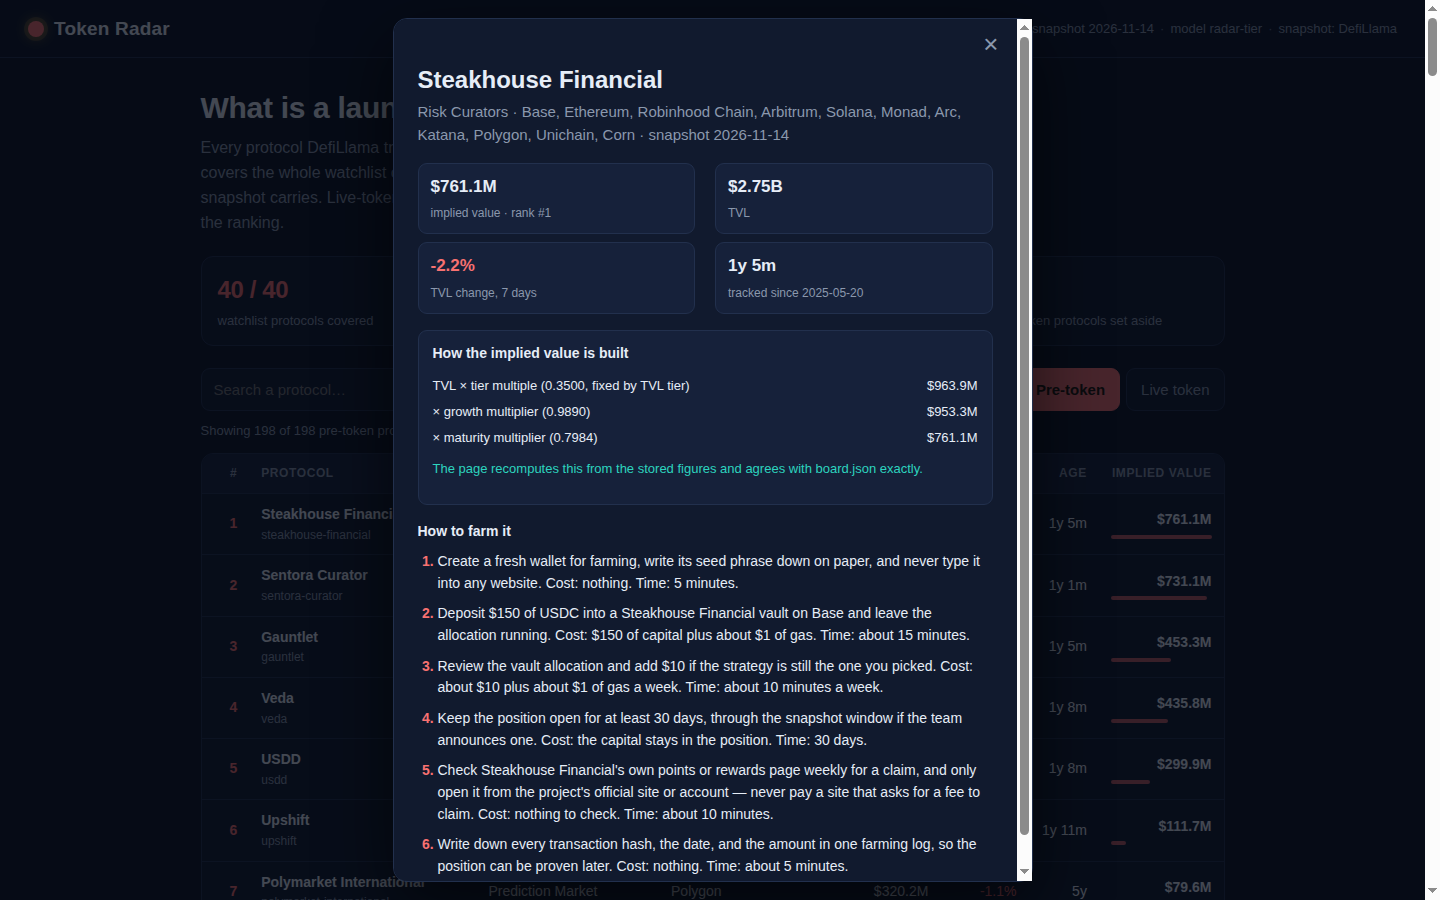 Token Radar
snapshot 2026-11-14 · model radar-tier · snapshot: DefiLlama
What is a laun
Every protocol DefiLlama tr
covers the whole watchlist
snapshot carries. Live-toke
the ranking.
40 / 40
watchlist protocols covered
ten protocols set aside
Search a protocol...
Pre-token
Live token
Showing 198 of 198 pre-token pro
#
PROTOCOL
AGE
IMPLIED VALUE
1
Steakhouse Financi
steakhouse-financial
1y 5m
$761.1M
2
Sentora Curator
sentora-curator
1y 1m
$731.1M
3
Gauntlet
gauntlet
1y 5m
$453.3M
4
Veda
veda
1y 8m
$435.8M
5
USDD
usdd
1y 8m
$299.9M
6
Upshift
upshift
1y 11m
$111.7M
7
Polymarket International
Prediction Market
Polygon
$320.2M
-1.1%
5y
$79.6M
✕
Steakhouse Financial
Risk Curators · Base, Ethereum, Robinhood Chain, Arbitrum, Solana, Monad, Arc,
Katana, Polygon, Unichain, Corn · snapshot 2026-11-14
$761.1M
implied value · rank #1
$2.75B
TVL
-2.2%
TVL change, 7 days
1y 5m
tracked since 2025-05-20
How the implied value is built
TVL × tier multiple (0.3500, fixed by TVL tier)
$963.9M
× growth multiplier (0.9890)
$953.3M
× maturity multiplier (0.7984)
$761.1M
The page recomputes this from the stored figures and agrees with board.json exactly.
How to farm it
1. Create a fresh wallet for farming, write its seed phrase down on paper, and never type it
into any website. Cost: nothing. Time: 5 minutes.
2. Deposit $150 of USDC into a Steakhouse Financial vault on Base and leave the
allocation running. Cost: $150 of capital plus about $1 of gas. Time: about 15 minutes.
3. Review the vault allocation and add $10 if the strategy is still the one you picked. Cost:
about $10 plus about $1 of gas a week. Time: about 10 minutes a week.
4. Keep the position open for at least 30 days, through the snapshot window if the team
announces one. Cost: the capital stays in the position. Time: 30 days.
5. Check Steakhouse Financial's own points or rewards page weekly for a claim, and only
open it from the project's official site or account — never pay a site that asks for a fee to
claim. Cost: nothing to check. Time: about 10 minutes.
6. Write down every transaction hash, the date, and the amount in one farming log, so the
position can be proven later. Cost: nothing. Time: about 5 minutes.